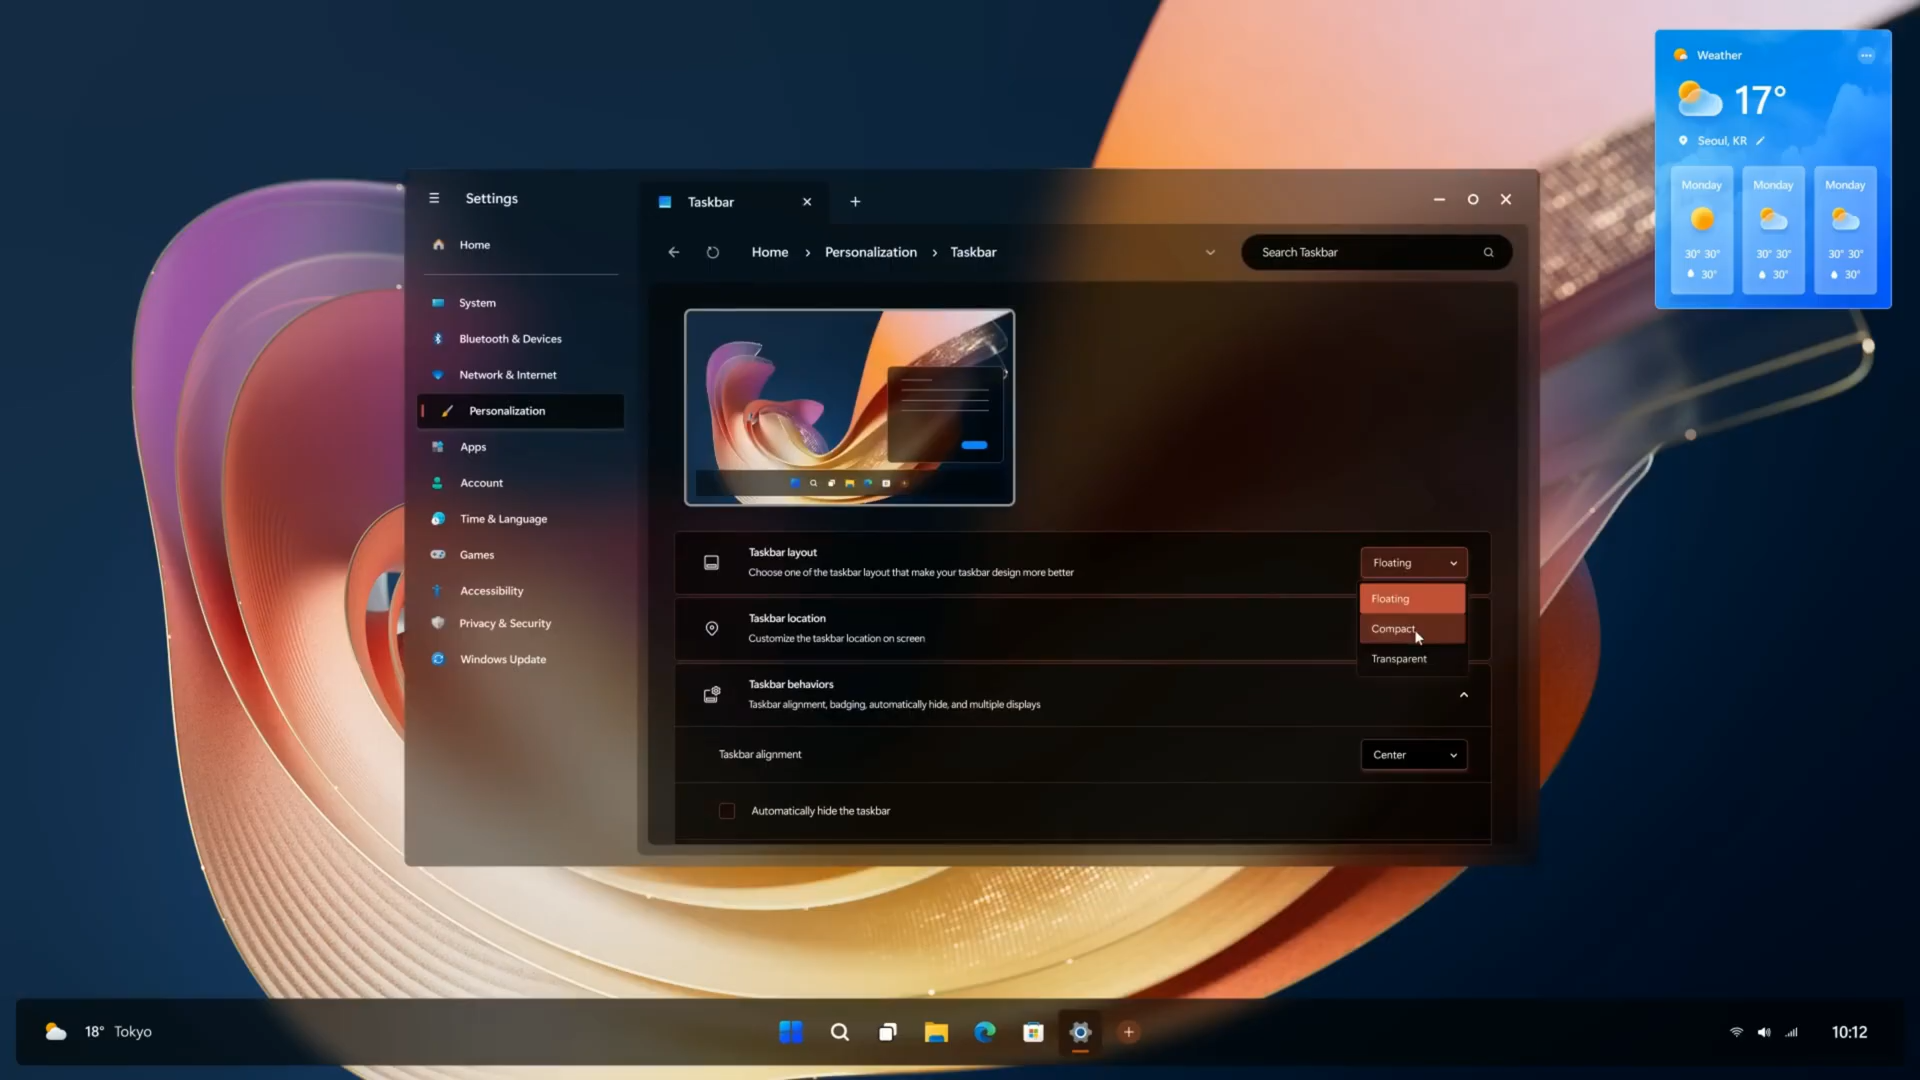 Weather
17°
Seoul, KR
Monday Monday Monday
30° 30° 30° 30° 30° 30°
30° 30° 30°
Settings
Home
System
Bluetooth & Devices
Network & Internet
Personalization
Apps
Account
Time & Language
Games
Accessibility
Privacy & Security
Windows Update
Taskbar
Home › Personalization › Taskbar
Search Taskbar
Taskbar layout
Choose one of the taskbar layout that make your taskbar design more better
Floating
Floating
Compact
Transparent
Taskbar location
Customize the taskbar location on screen
Taskbar behaviors
Taskbar alignment, badging, automatically hide, and multiple displays
Taskbar alignment
Center
Automatically hide the taskbar
18° Tokyo
10:12